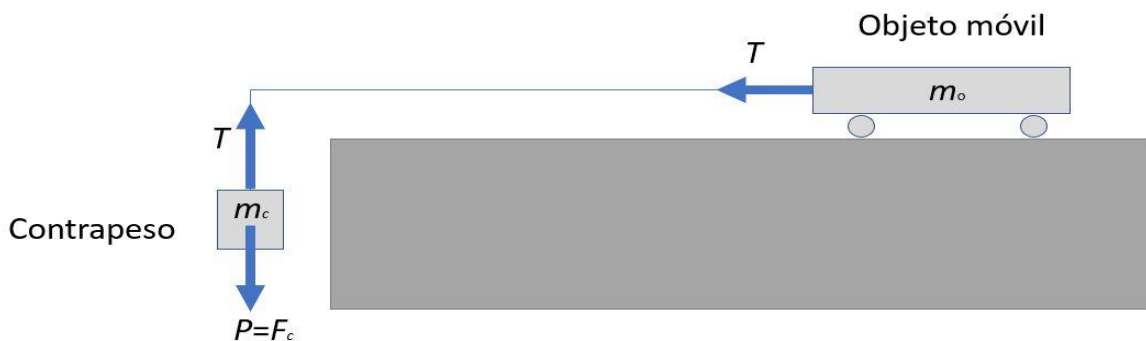 Objeto móvil
T
mₒ
T
m꜀
Contrapeso
P=F꜀